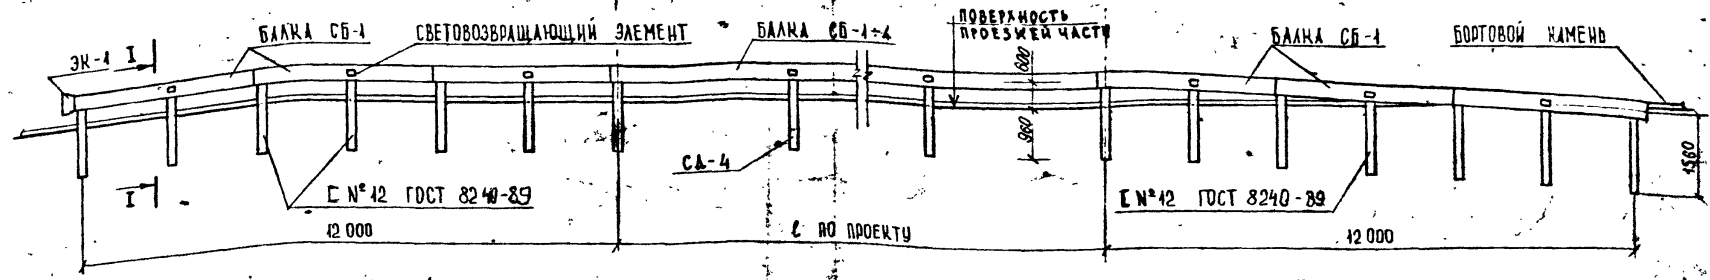 ПОВЕРХНОСТЬ
ПРОЕЗЖЕЙ ЧАСТИ
ЭК-1
I
БАЛКА СБ-1
СВЕТОВОЗВРАЩАЮЩИЙ ЭЛЕМЕНТ
БАЛКА СБ-1÷4
БАЛКА СБ-1
БОРТОВОЙ КАМЕНЬ
600
960
1560
СД-4
I
[ №12 ГОСТ 8240-89
[ №12 ГОСТ 8240-89
12 000
ℓ ПО ПРОЕКТУ
12 000